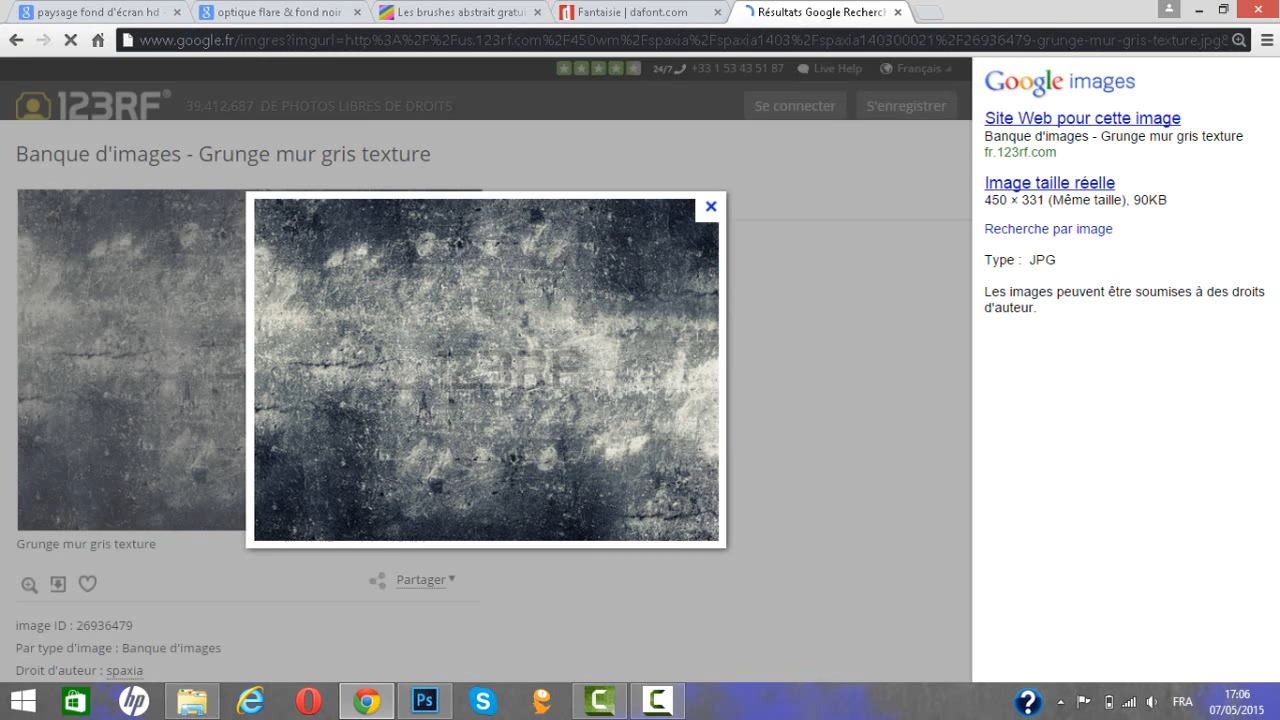 paysage fond d'écran hd
optique flare & fond noir
Les brushes abstrait gratui
Fantaisie | dafont.com
Résultats Google Recherch
www.google.fr/imgres?imgurl=http%3A%2F%2Fus.123rf.com%2F450wm%2Fspaxia%2Fspaxia1403%2Fspaxia140300021%2F26936479-grunge-mur-gris-texture.jpg&
24/7 +33 1 53 43 51 87 Live Help Français
123RF® 39,412,687 DE PHOTOS LIBRES DE DROITS Se connecter S'enregistrer
Banque d'images - Grunge mur gris texture
123RF
Grunge mur gris texture
Partager
image ID : 26936479
Par type d'image : Banque d'images
Droit d'auteur : spaxia
Google images
Site Web pour cette image
Banque d'images - Grunge mur gris texture
fr.123rf.com
Image taille réelle
450 × 331 (Même taille), 90KB
Recherche par image
Type : JPG
Les images peuvent être soumises à des droits
d'auteur.
hp
Ps
FRA
17:06
07/05/2015